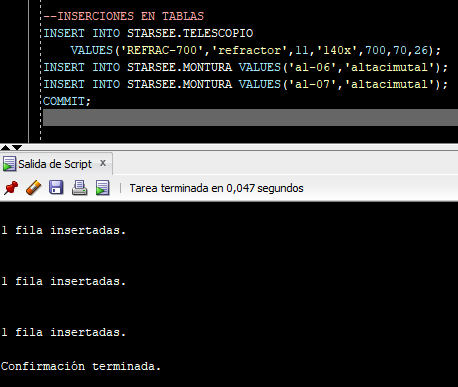 --INSERCIONES EN TABLAS
INSERT INTO STARSEE.TELESCOPIO
VALUES('REFRAC-700','refractor',11,'140x',700,70,26);
INSERT INTO STARSEE.MONTURA VALUES('al-06','altacimutal');
INSERT INTO STARSEE.MONTURA VALUES('al-07','altacimutal');
COMMIT;
Salida de Script x
Tarea terminada en 0,047 segundos
1 fila insertadas.
1 fila insertadas.
1 fila insertadas.
Confirmación terminada.